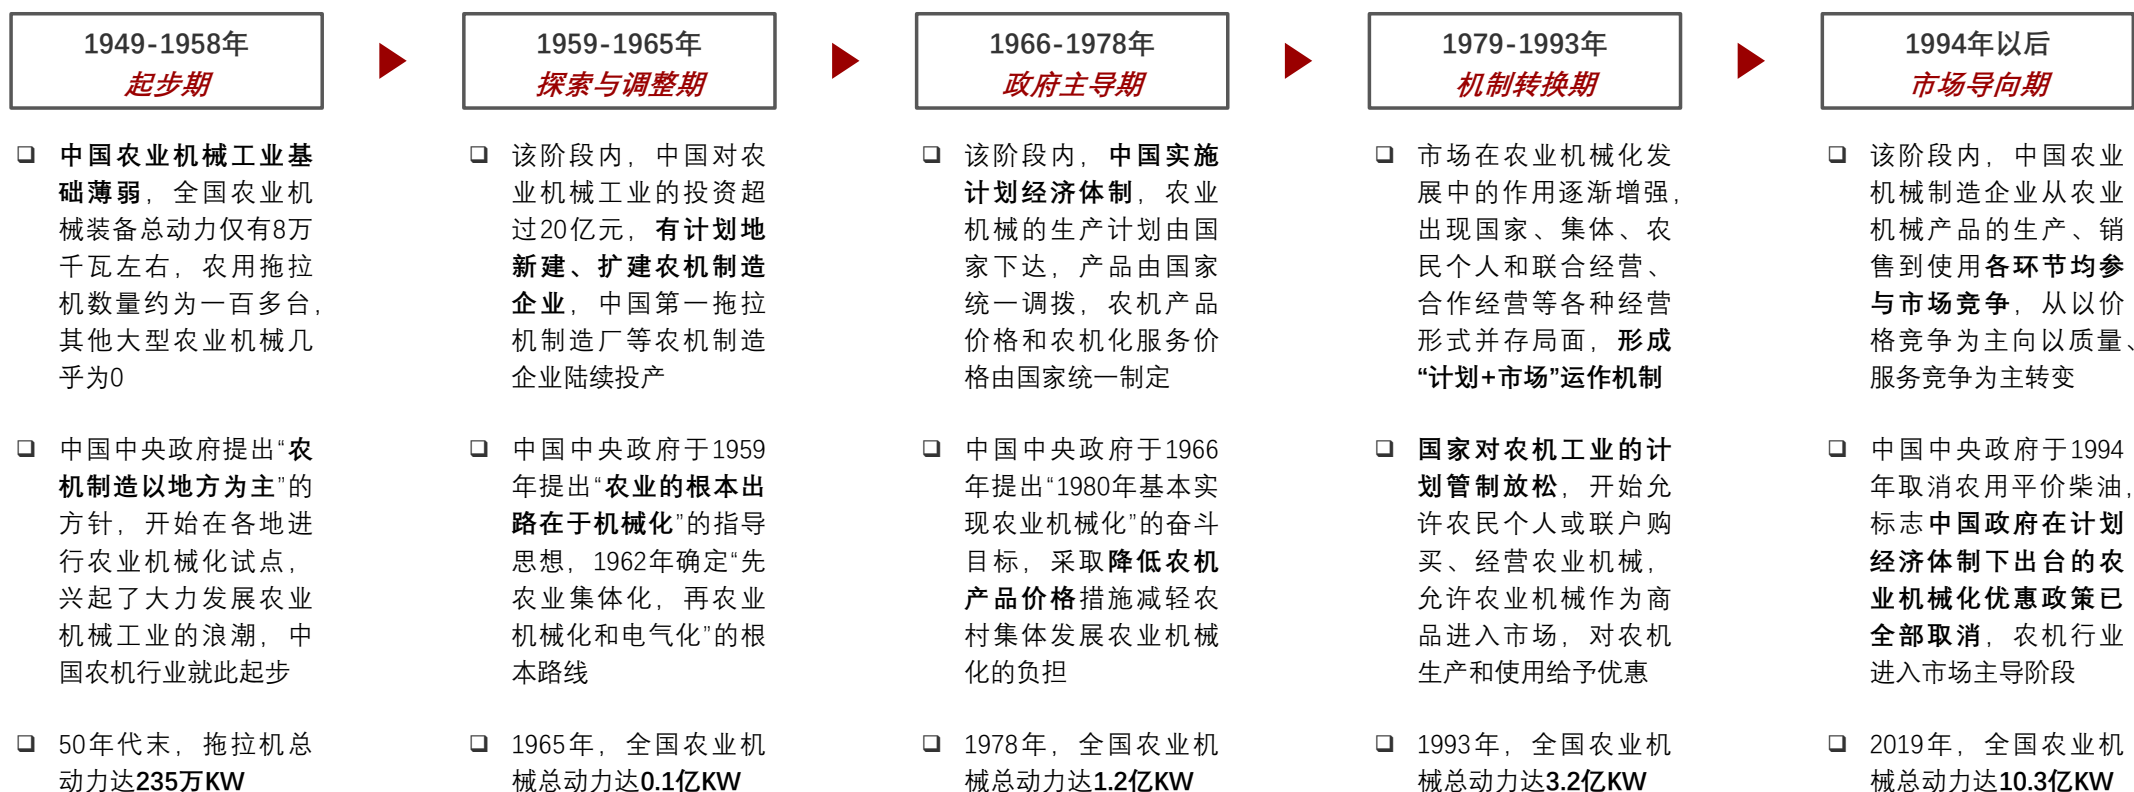 1949-1958年
起步期
中国农业机械工业基
础薄弱，全国农业机
械装备总动力仅有8万
千瓦左右，农用拖拉
机数量约为一百多台，
其他大型农业机械几
乎为0
中国中央政府提出“农
机制造以地方为主”的
方针，开始在各地进
行农业机械化试点，
兴起了大力发展农业
机械工业的浪潮，中
国农机行业就此起步
50年代末，拖拉机总
动力达235万KW
1959-1965年
探索与调整期
该阶段内，中国对农
业机械工业的投资超
过20亿元，有计划地
新建、扩建农机制造
企业，中国第一拖拉
机制造厂等农机制造
企业陆续投产
中国中央政府于1959
年提出“农业的根本出
路在于机械化”的指导
思想，1962年确定“先
农业集体化，再农业
机械化和电气化”的根
本路线
1965年，全国农业机
械总动力达0.1亿KW
1966-1978年
政府主导期
该阶段内，中国实施
计划经济体制，农业
机械的生产计划由国
家下达，产品由国家
统一调拨，农机产品
价格和农机化服务价
格由国家统一制定
中国中央政府于1966
年提出“1980年基本实
现农业机械化”的奋斗
目标，采取降低农机
产品价格措施减轻农
村集体发展农业机械
化的负担
1978年，全国农业机
械总动力达1.2亿KW
1979-1993年
机制转换期
市场在农业机械化发
展中的作用逐渐增强，
出现国家、集体、农
民个人和联合经营、
合作经营等各种经营
形式并存局面，形成
“计划+市场”运作机制
国家对农机工业的计
划管制放松，开始允
许农民个人或联户购
买、经营农业机械，
允许农业机械作为商
品进入市场，对农机
生产和使用给予优惠
1993年，全国农业机
械总动力达3.2亿KW
1994年以后
市场导向期
该阶段内，中国农业
机械制造企业从农业
机械产品的生产、销
售到使用各环节均参
与市场竞争，从以价
格竞争为主向以质量、
服务竞争为主转变
中国中央政府于1994
年取消农用平价柴油，
标志中国政府在计划
经济体制下出台的农
业机械化优惠政策已
全部取消，农机行业
进入市场主导阶段
2019年，全国农业机
械总动力达10.3亿KW